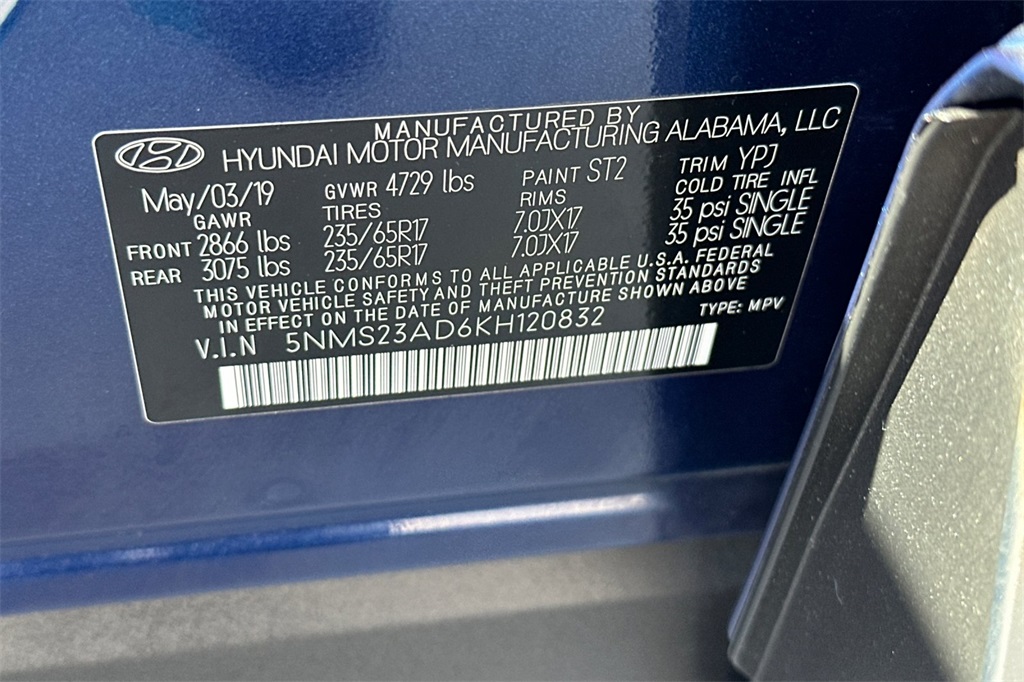 MANUFACTURED BY
HYUNDAI MOTOR MANUFACTURING ALABAMA, LLC
May/03/19 GVWR 4729 lbs PAINT ST2 TRIM YPJ
GAWR TIRES RIMS COLD TIRE INFL
FRONT 2866 lbs 235/65R17 7.0JX17 35 psi SINGLE
REAR 3075 lbs 235/65R17 7.0JX17 35 psi SINGLE
THIS VEHICLE CONFORMS TO ALL APPLICABLE U.S.A. FEDERAL
MOTOR VEHICLE SAFETY AND THEFT PREVENTION STANDARDS
IN EFFECT ON THE DATE OF MANUFACTURE SHOWN ABOVE
TYPE: MPV
V.I.N 5NMS23AD6KH120832